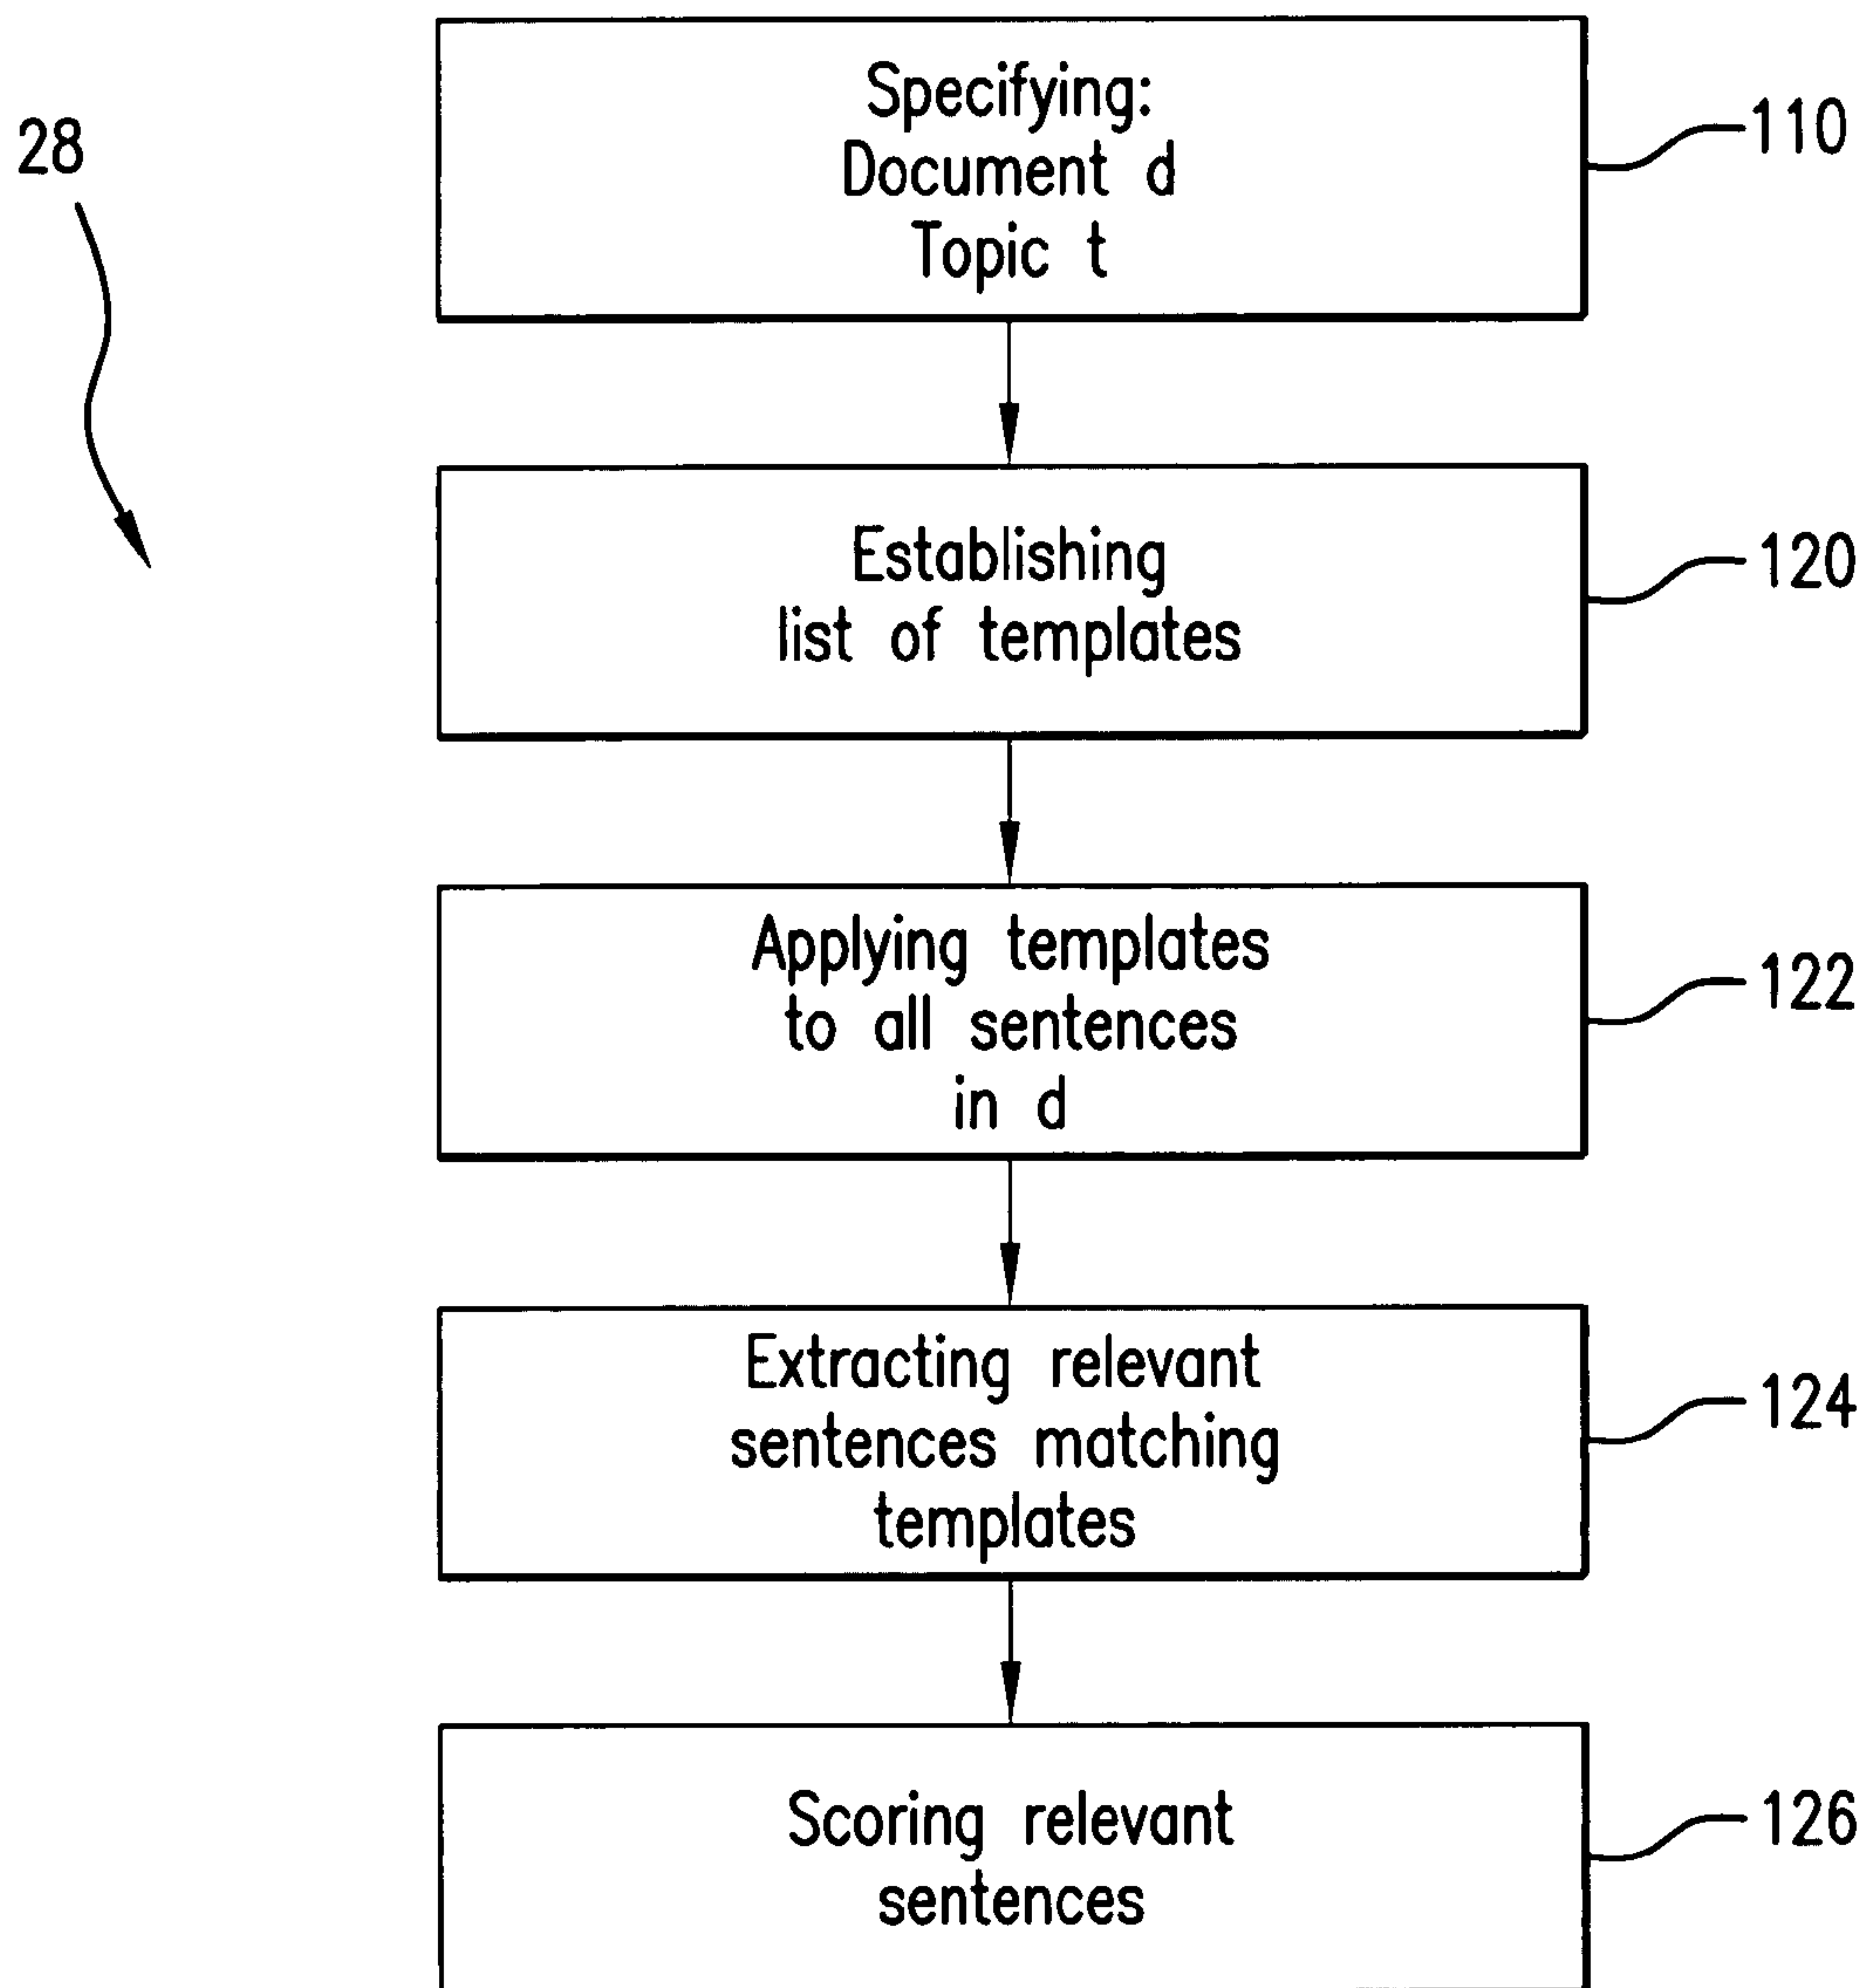 28
Specifying:
Document d
Topic t
110
Establishing
list of templates
120
Applying templates
to all sentences
in d
122
Extracting relevant
sentences matching
templates
124
Scoring relevant
sentences
126